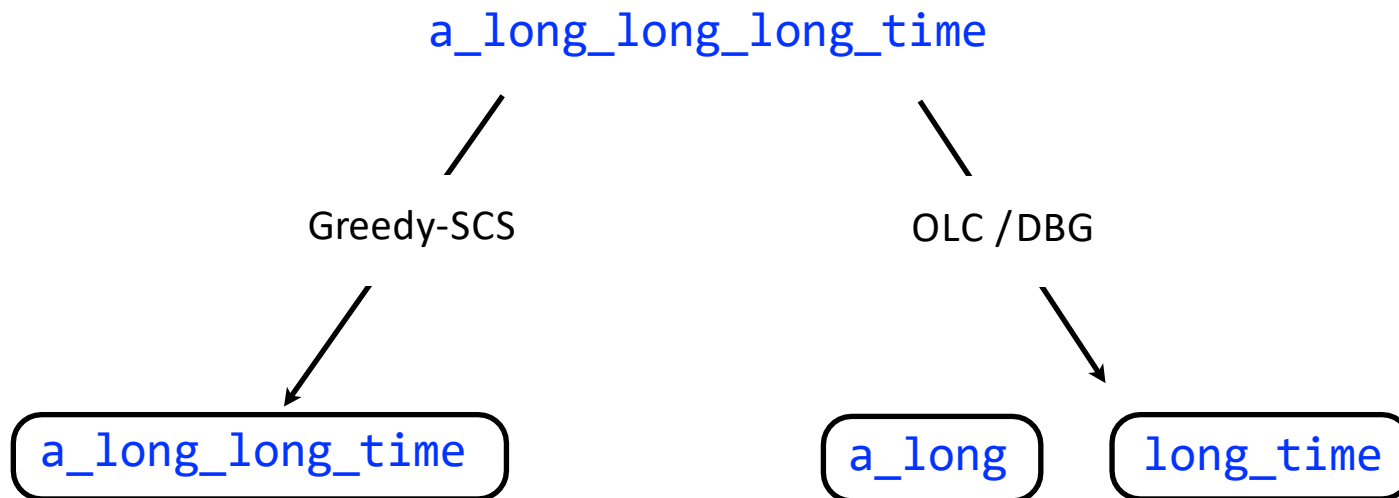 a_long_long_long_time
Greedy-SCS
OLC /DBG
a_long_long_time
a_long
long_time